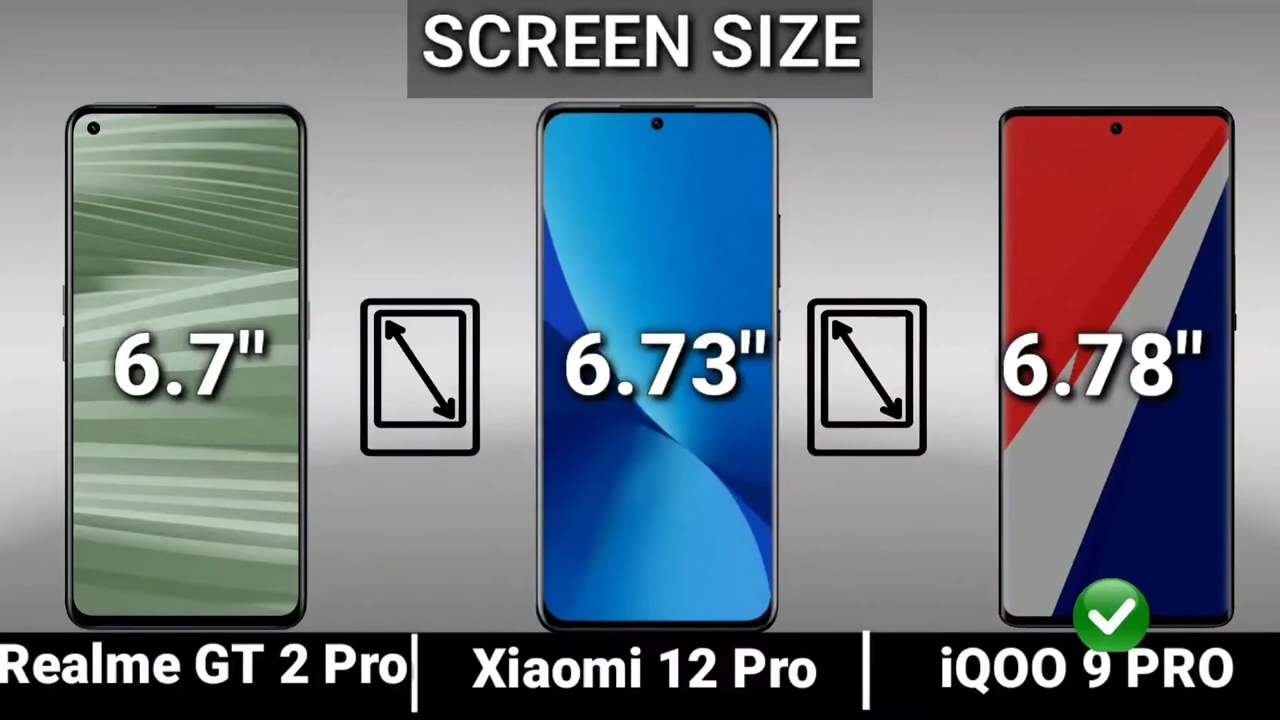 SCREEN SIZE
6.7"
6.73"
6.78"
Realme GT 2 Pro
Xiaomi 12 Pro
iQOO 9 PRO